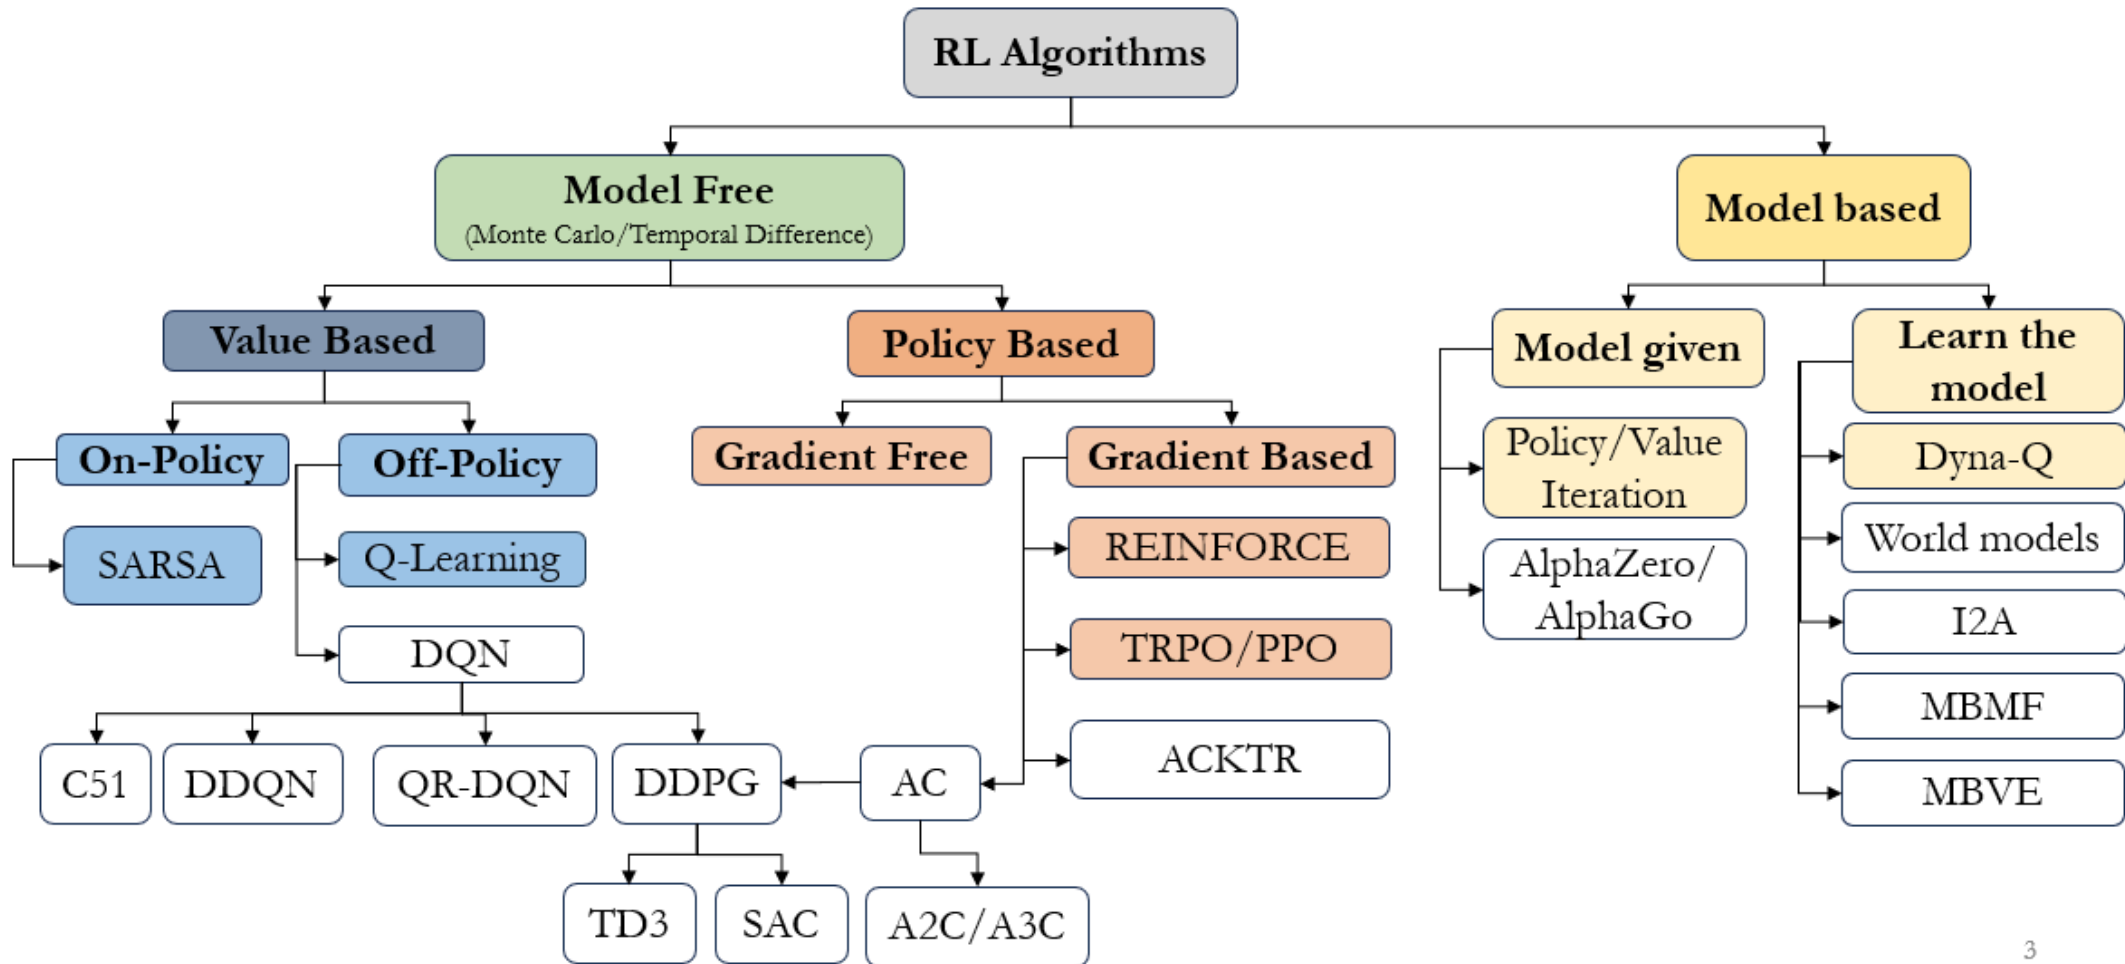 RL Algorithms
Model Free
(Monte Carlo/Temporal Difference)
Model based
Value Based
Policy Based
Model given
Learn the
model
On-Policy
Off-Policy
Gradient Free
Gradient Based
Policy/Value
Iteration
Dyna-Q
SARSA
Q-Learning
REINFORCE
AlphaZero/
AlphaGo
World models
DQN
TRPO/PPO
I2A
MBMF
C51
DDQN
QR-DQN
DDPG
AC
ACKTR
MBVE
TD3
SAC
A2C/A3C
3